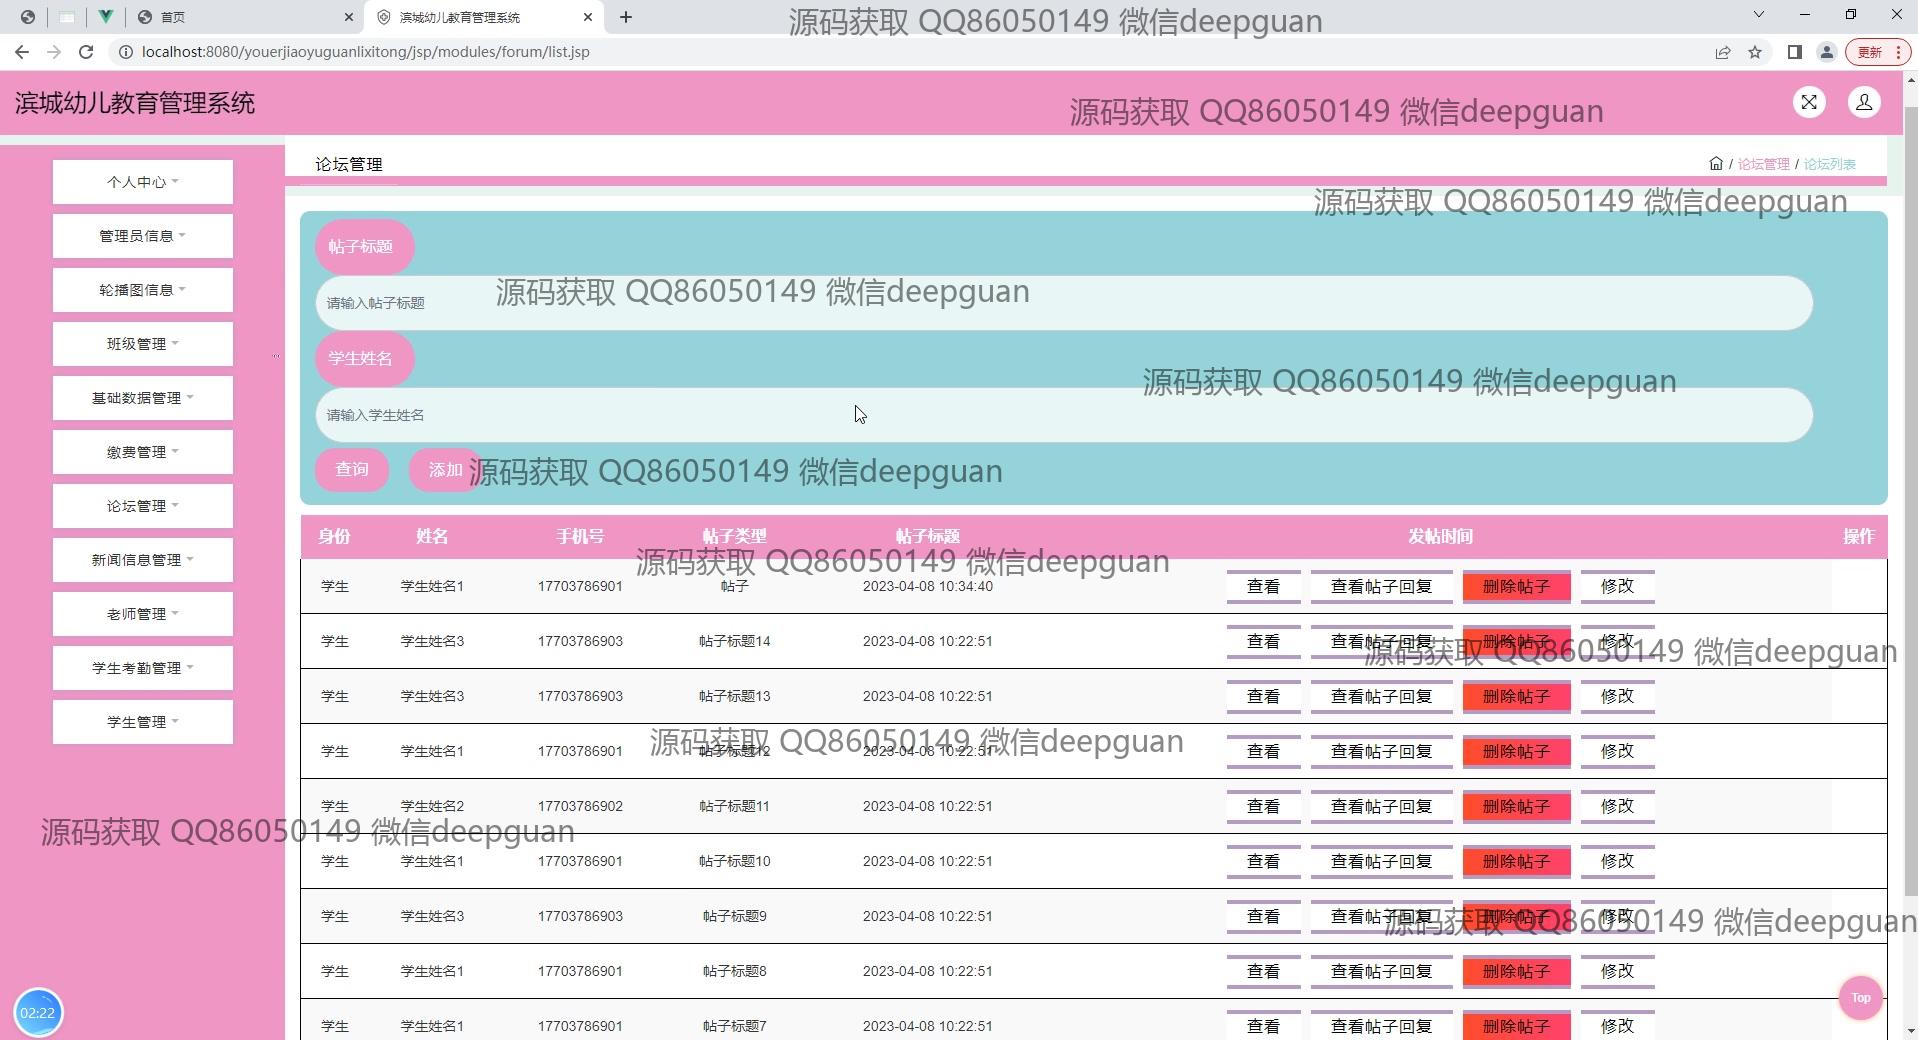 首页
滨城幼儿教育管理系统
源码获取 QQ86050149 微信deepguan
localhost:8080/youerjiaoyuguanlixitong/jsp/modules/forum/list.jsp
更新
滨城幼儿教育管理系统
源码获取 QQ86050149 微信deepguan
个人中心
管理员信息
轮播图信息
班级管理
基础数据管理
缴费管理
论坛管理
新闻信息管理
老师管理
学生考勤管理
学生管理
论坛管理
/ 论坛管理 / 论坛列表
源码获取 QQ86050149 微信deepguan
帖子标题
请输入帖子标题
源码获取 QQ86050149 微信deepguan
学生姓名
源码获取 QQ86050149 微信deepguan
请输入学生姓名
查询 添加
源码获取 QQ86050149 微信deepguan
身份 姓名 手机号 帖子类型 帖子标题 发帖时间 操作
源码获取 QQ86050149 微信deepguan
学生 学生姓名1 17703786901 帖子 2023-04-08 10:34:40 查看 查看帖子回复 删除帖子 修改
学生 学生姓名3 17703786903 帖子标题14 2023-04-08 10:22:51 查看 查看帖子回复 删除帖子 修改
源码获取 QQ86050149 微信deepguan
学生 学生姓名3 17703786903 帖子标题13 2023-04-08 10:22:51 查看 查看帖子回复 删除帖子 修改
源码获取 QQ86050149 微信deepguan
学生 学生姓名1 17703786901 帖子标题12 2023-04-08 10:22:51 查看 查看帖子回复 删除帖子 修改
学生 学生姓名2 17703786902 帖子标题11 2023-04-08 10:22:51 查看 查看帖子回复 删除帖子 修改
源码获取 QQ86050149 微信deepguan
学生 学生姓名1 17703786901 帖子标题10 2023-04-08 10:22:51 查看 查看帖子回复 删除帖子 修改
学生 学生姓名3 17703786903 帖子标题9 2023-04-08 10:22:51 查看 查看帖子回复 删除帖子 修改
源码获取 QQ86050149 微信deepguan
学生 学生姓名1 17703786901 帖子标题8 2023-04-08 10:22:51 查看 查看帖子回复 删除帖子 修改
Top
02:22
学生 学生姓名1 17703786901 帖子标题7 2023-04-08 10:22:51 查看 查看帖子回复 删除帖子 修改